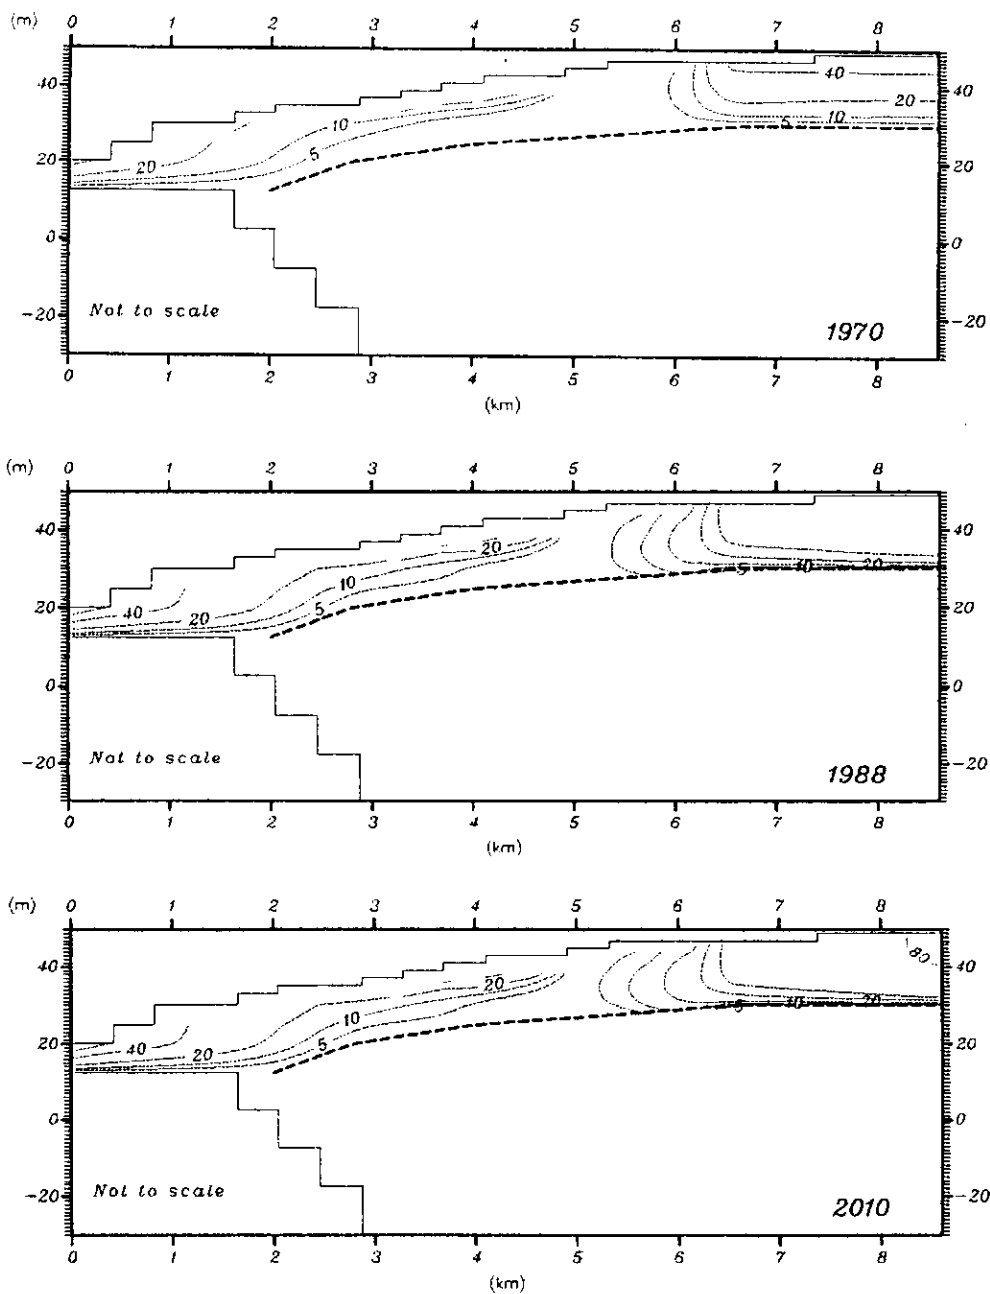 (m) 0 1 2 3 4 5 6 7 8
40 40 40
20 10 20
10 5
20 20 5 20
0 0
Not to scale
-20 1970 -20
0 1 2 3 4 5 6 7 8
(km)
(m) 0 1 2 3 4 5 6 7 8
40 20 40
10 5 10 20
20 40 20 5 20
0 0
Not to scale
-20 1988 -20
0 1 2 3 4 5 6 7 8
(km)
(m) 0 1 2 3 4 5 6 7 8
80
40 20 40
10 5 10 20
20 40 20 5 20
0 0
Not to scale
-20 2010 -20
0 1 2 3 4 5 6 7 8
(km)